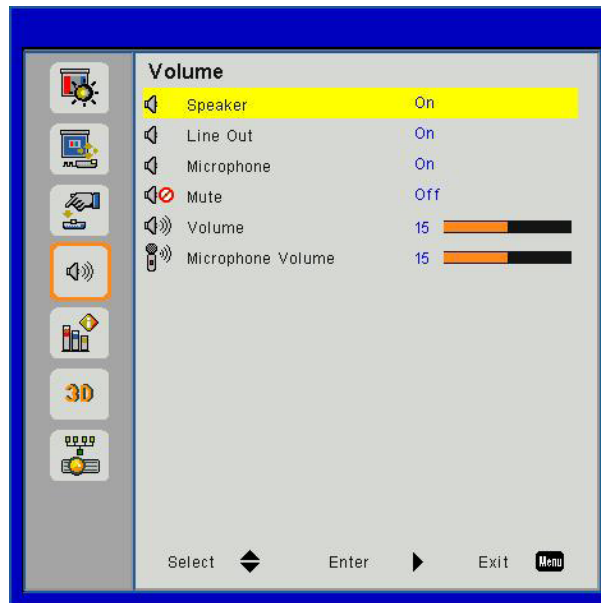 Volume
Speaker On
Line Out On
Microphone On
Mute Off
Volume 15
Microphone Volume 15
3D
Select Enter Exit Menu